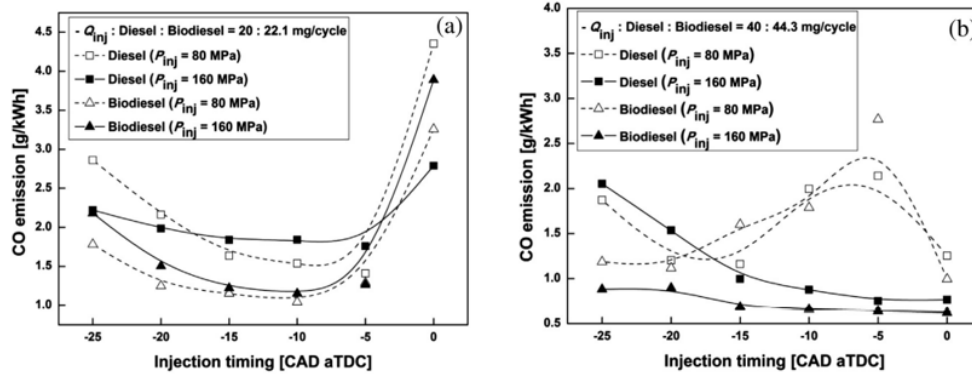 (a)
- Qinj : Diesel : Biodiesel = 20 : 22.1 mg/cycle
Diesel (Pinj = 80 MPa)
Diesel (Pinj = 160 MPa)
Biodiesel (Pinj = 80 MPa)
Biodiesel (Pinj = 160 MPa)
CO emission [g/kWh]
4.5
4.0
3.5
3.0
2.5
2.0
1.5
1.0
-25 -20 -15 -10 -5 0
Injection timing [CAD aTDC]
(b)
- Qinj : Diesel : Biodiesel = 40 : 44.3 mg/cycle
Diesel (Pinj = 80 MPa)
Diesel (Pinj = 160 MPa)
Biodiesel (Pinj = 80 MPa)
Biodiesel (Pinj = 160 MPa)
CO emission [g/kWh]
4.0
3.5
3.0
2.5
2.0
1.5
1.0
0.5
-25 -20 -15 -10 -5 0
Injection timing [CAD aTDC]